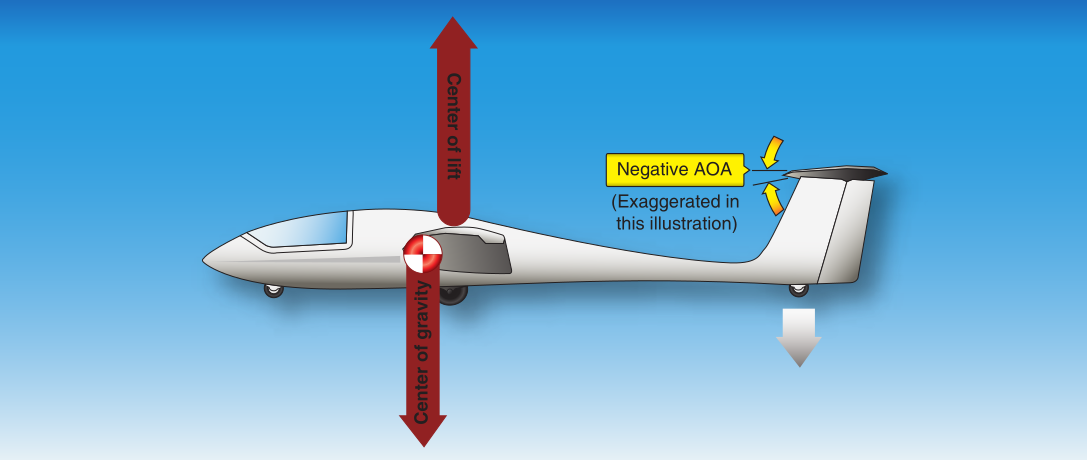 Center of lift
Negative AOA
(Exaggerated in
this illustration)
Center of gravity